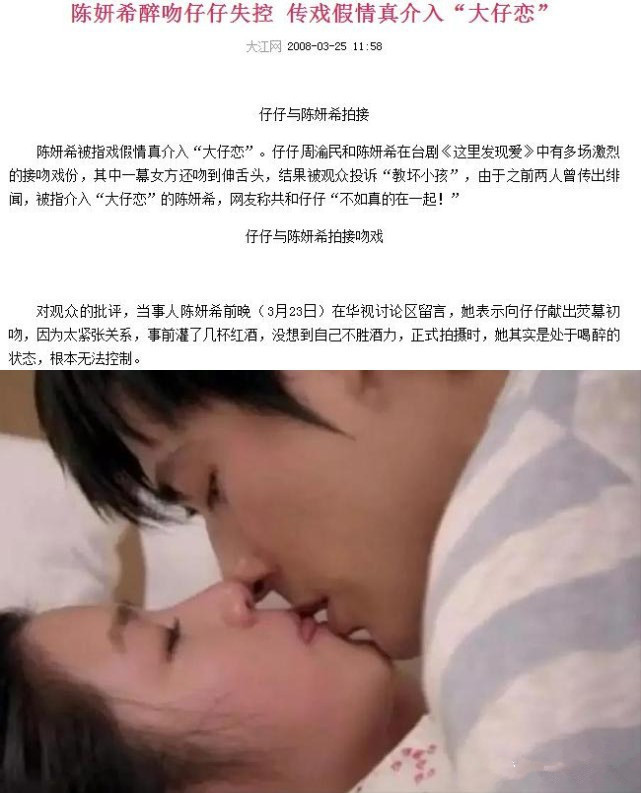 陈妍希醉吻仔仔失控 传戏假情真介入“大仔恋”
大江网 2008-03-25 11:58
仔仔与陈妍希拍接
陈妍希被指戏假情真介入“大仔恋”。仔仔周渝民和陈妍希在台剧《这里发现爱》中有多场激烈
的接吻戏份，其中一幕女方还吻到伸舌头，结果被观众投诉“教坏小孩”，由于之前两人曾传出绯
闻，被指介入“大仔恋”的陈妍希，网友称共和仔仔“不如真的在一起！”
仔仔与陈妍希拍接吻戏
对观众的批评，当事人陈妍希前晚（3月23日）在华视讨论区留言，她表示向仔仔献出荧幕初
吻，因为太紧张关系，事前灌了几杯红酒，没想到自己不胜酒力，正式拍摄时，她其实是处于喝醉的
状态，根本无法控制。